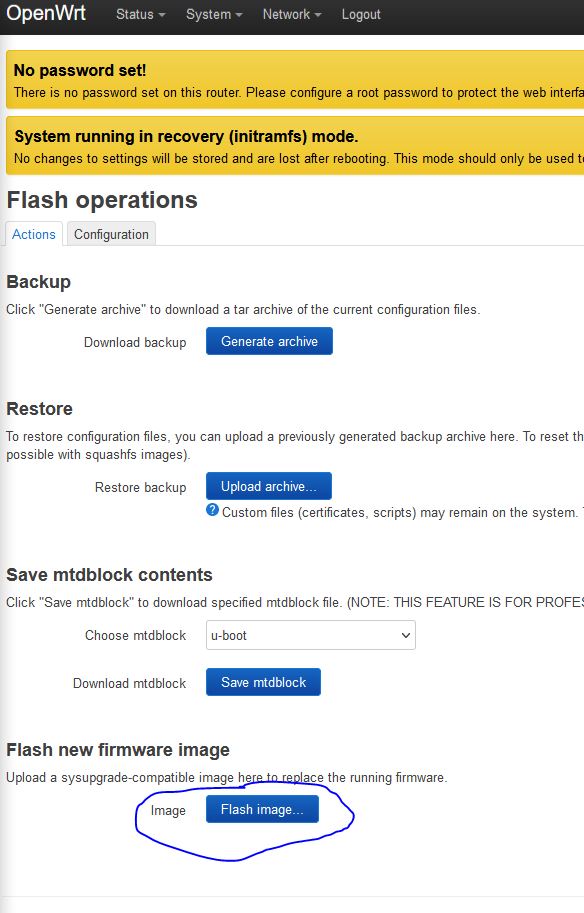 OpenWrt Status System Network Logout
No password set!
There is no password set on this router. Please configure a root password to protect the web interfa
System running in recovery (initramfs) mode.
No changes to settings will be stored and are lost after rebooting. This mode should only be used t
Flash operations
Actions Configuration
Backup
Click "Generate archive" to download a tar archive of the current configuration files.
Download backup Generate archive
Restore
To restore configuration files, you can upload a previously generated backup archive here. To reset th
possible with squashfs images).
Restore backup Upload archive...
? Custom files (certificates, scripts) may remain on the system.
Save mtdblock contents
Click "Save mtdblock" to download specified mtdblock file. (NOTE: THIS FEATURE IS FOR PROFES
Choose mtdblock u-boot
Download mtdblock Save mtdblock
Flash new firmware image
Upload a sysupgrade-compatible image here to replace the running firmware.
Image Flash image...